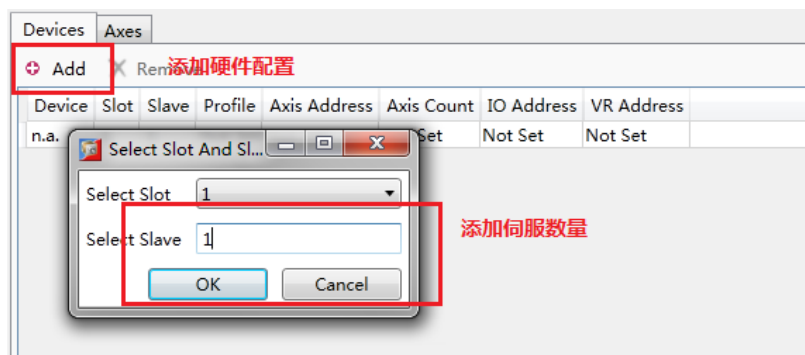 Devices Axes
Add Remove 添加硬件配置
Device Slot Slave Profile Axis Address Axis Count IO Address VR Address
n.a. Set Not Set Not Set
Select Slot And Sl...
Select Slot 1
Select Slave 1
添加伺服数量
OK Cancel